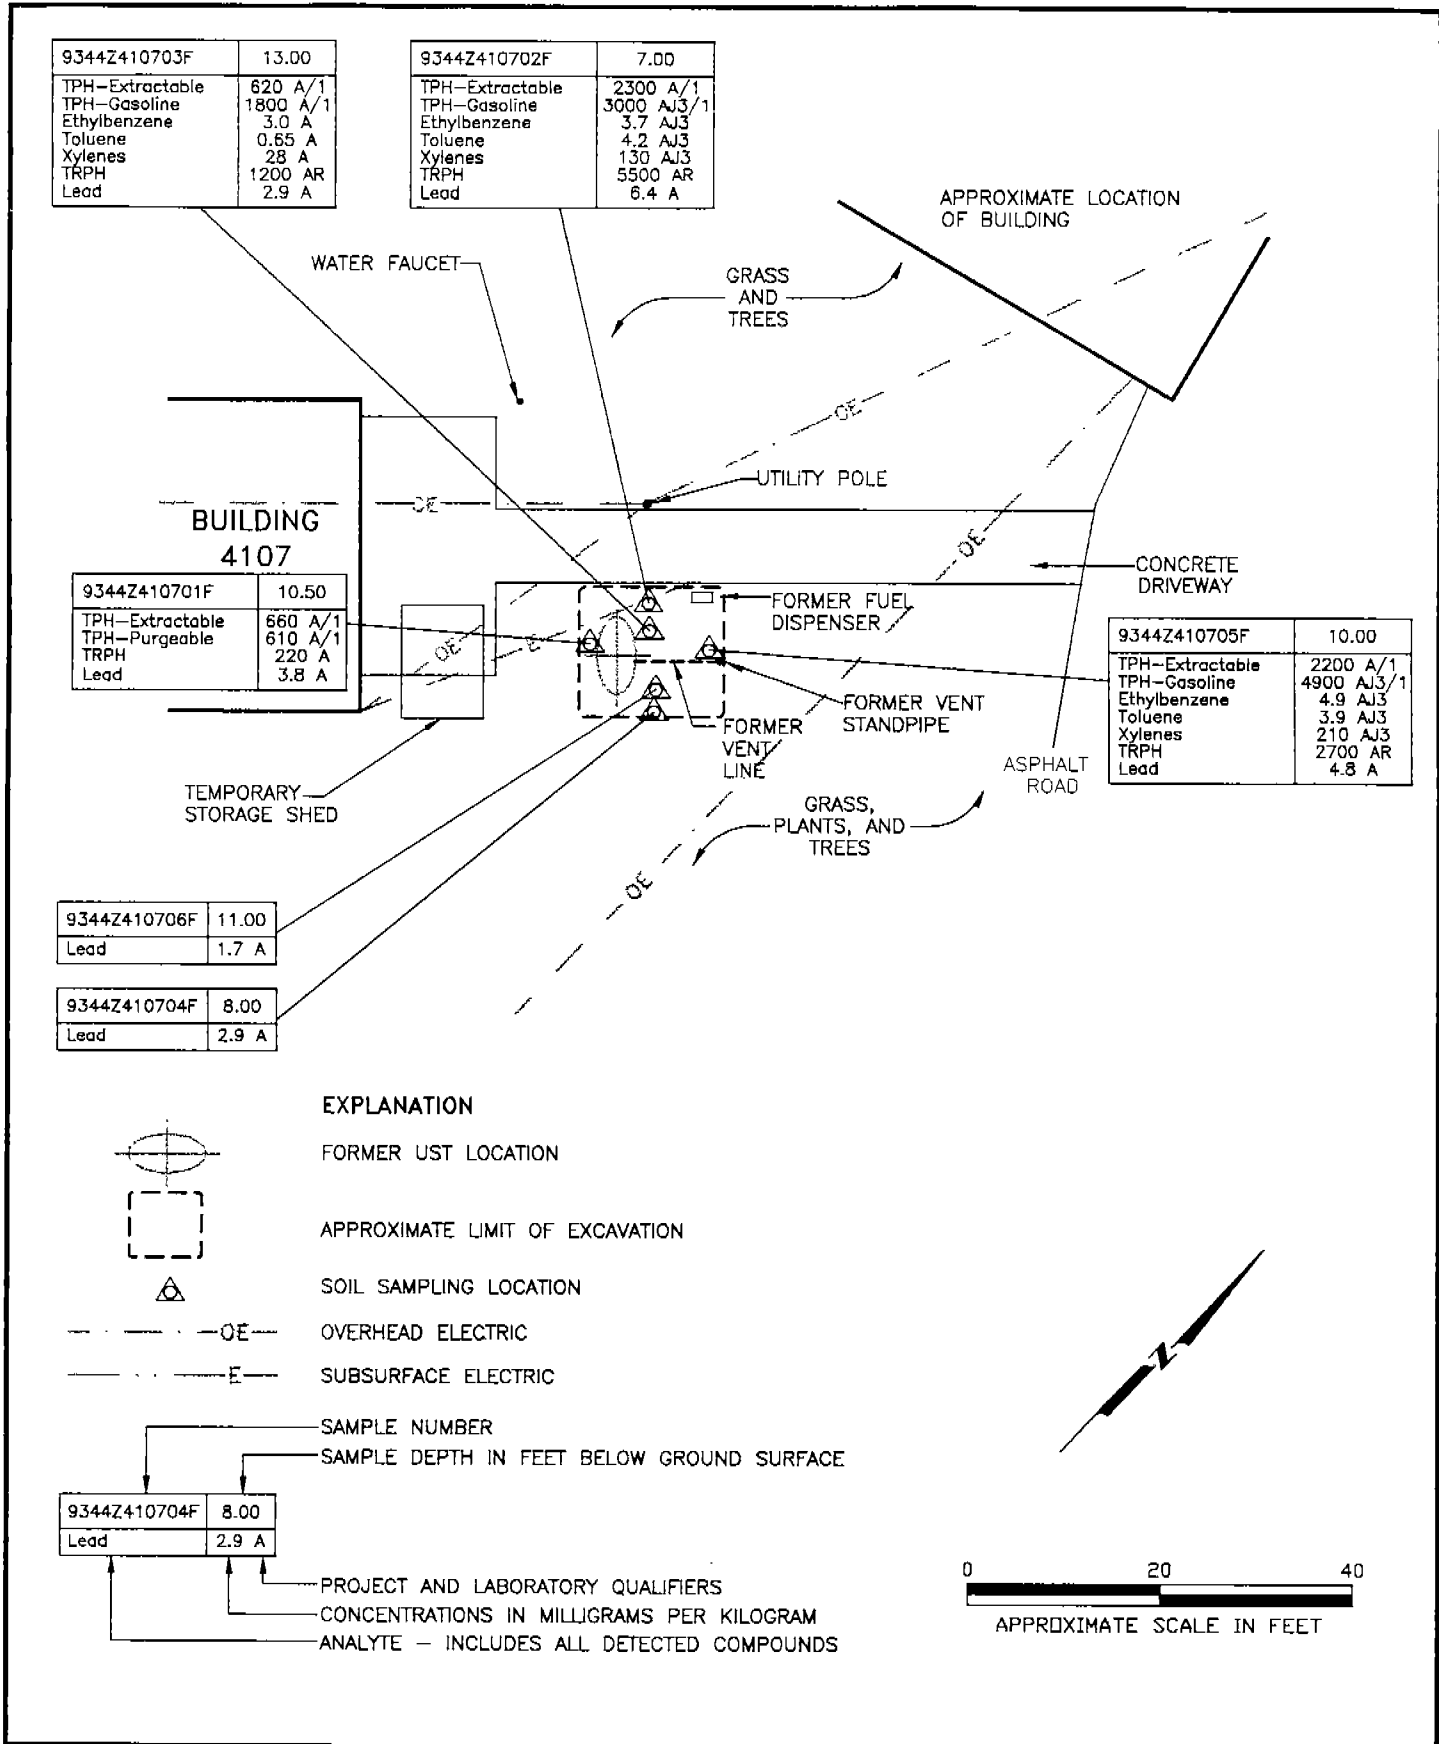 9344Z410703F 13.00
TPH-Extractable 620 A/1
TPH-Gasoline 1800 A/1
Ethylbenzene 3.0 A
Toluene 0.65 A
Xylenes 28 A
TRPH 1200 AR
Lead 2.9 A
9344Z410702F 7.00
TPH-Extractable 2300 A/1
TPH-Gasoline 3000 AJ3/1
Ethylbenzene 3.7 AJ3
Toluene 4.2 AJ3
Xylenes 130 AJ3
TRPH 5500 AR
Lead 6.4 A
APPROXIMATE LOCATION
OF BUILDING
WATER FAUCET
GRASS
AND
TREES
OE
UTILITY POLE
OE
BUILDING
4107
OE
CONCRETE
DRIVEWAY
9344Z410701F 10.50
TPH-Extractable 660 A/1
TPH-Purgeable 610 A/1
TRPH 220 A
Lead 3.8 A
OE
E
FORMER FUEL
DISPENSER
9344Z410705F 10.00
TPH-Extractable 2200 A/1
TPH-Gasoline 4900 AJ3/1
Ethylbenzene 4.9 AJ3
Toluene 3.9 AJ3
Xylenes 210 AJ3
TRPH 2700 AR
Lead 4.8 A
FORMER VENT
STANDPIPE
FORMER
VENT
LINE
ASPHALT
ROAD
TEMPORARY
STORAGE SHED
GRASS,
PLANTS, AND
TREES
OE
9344Z410706F 11.00
Lead 1.7 A
9344Z410704F 8.00
Lead 2.9 A
EXPLANATION
FORMER UST LOCATION
APPROXIMATE LIMIT OF EXCAVATION
SOIL SAMPLING LOCATION
OE OVERHEAD ELECTRIC
E SUBSURFACE ELECTRIC
Z
SAMPLE NUMBER
SAMPLE DEPTH IN FEET BELOW GROUND SURFACE
9344Z410704F 8.00
Lead 2.9 A
PROJECT AND LABORATORY QUALIFIERS
CONCENTRATIONS IN MILLIGRAMS PER KILOGRAM
ANALYTE - INCLUDES ALL DETECTED COMPOUNDS
0 20 40
APPROXIMATE SCALE IN FEET